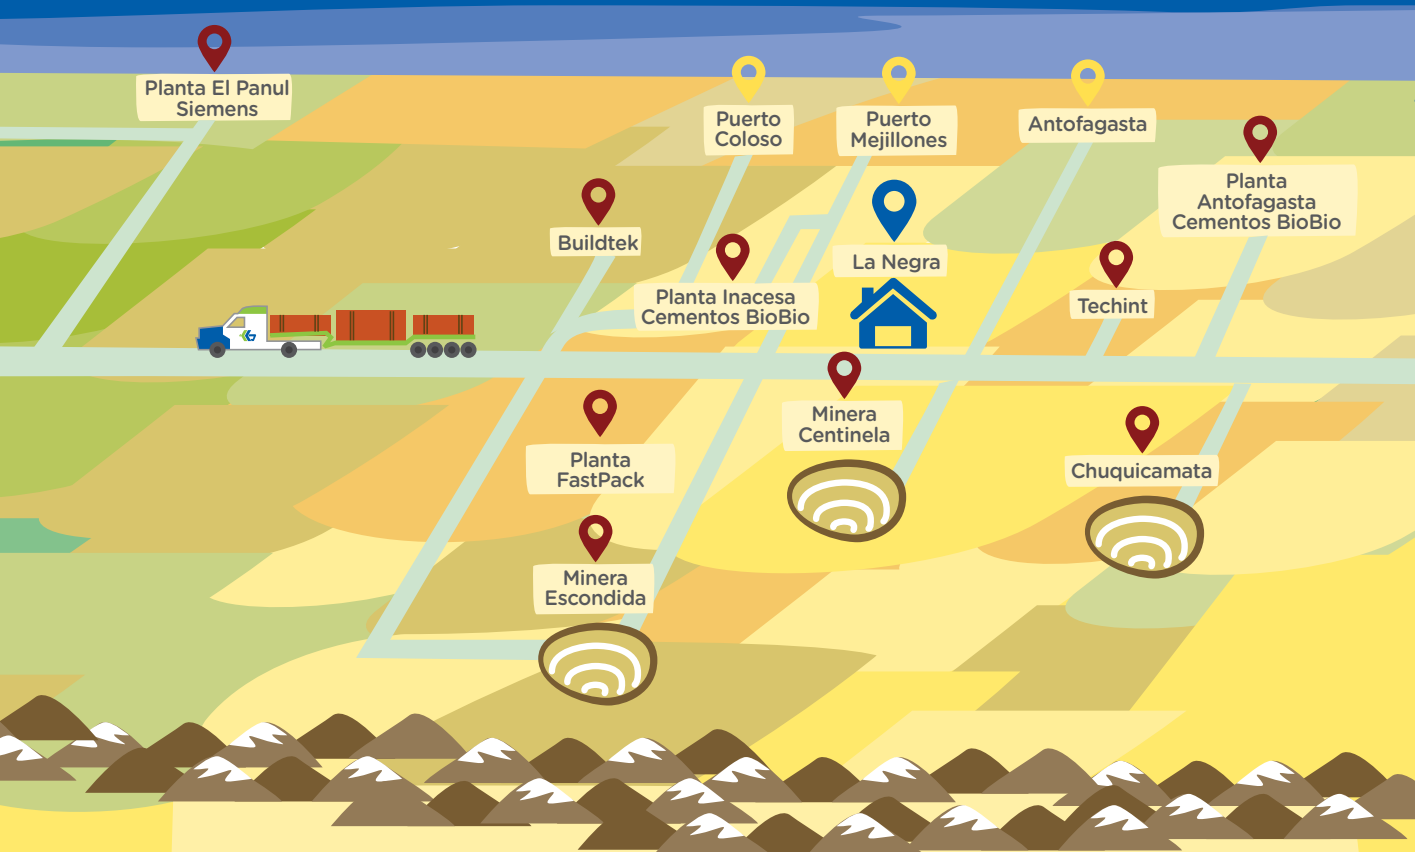 Planta El Panul
Siemens
Puerto
Coloso
Puerto
Mejillones
Antofagasta
Planta
Antofagasta
Cementos BioBio
Buildtek
La Negra
Planta Inacesa
Cementos BioBio
Techint
Minera
Centinela
Planta
FastPack
Chuquicamata
Minera
Escondida